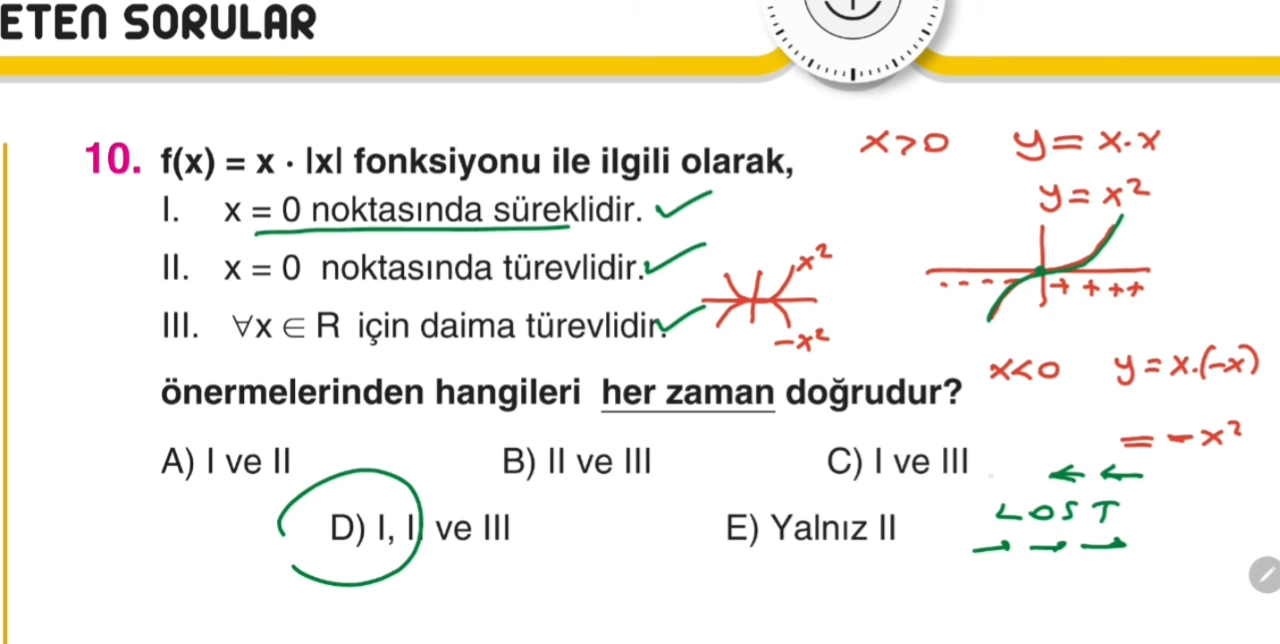 ETEN SORULAR
10. f(x) = x · |x| fonksiyonu ile ilgili olarak,
x>0 y = x·x
y = x²
I. x = 0 noktasında süreklidir.
II. x = 0 noktasında türevlidir.
x²
- - - + + + +
III. ∀x ∈ R için daima türevlidir.
-x²
x<0 y = x.(-x)
önermelerinden hangileri her zaman doğrudur?
= -x²
A) I ve II B) II ve III C) I ve III
← ←
LOST
D) I, II ve III E) Yalnız II
→ → →